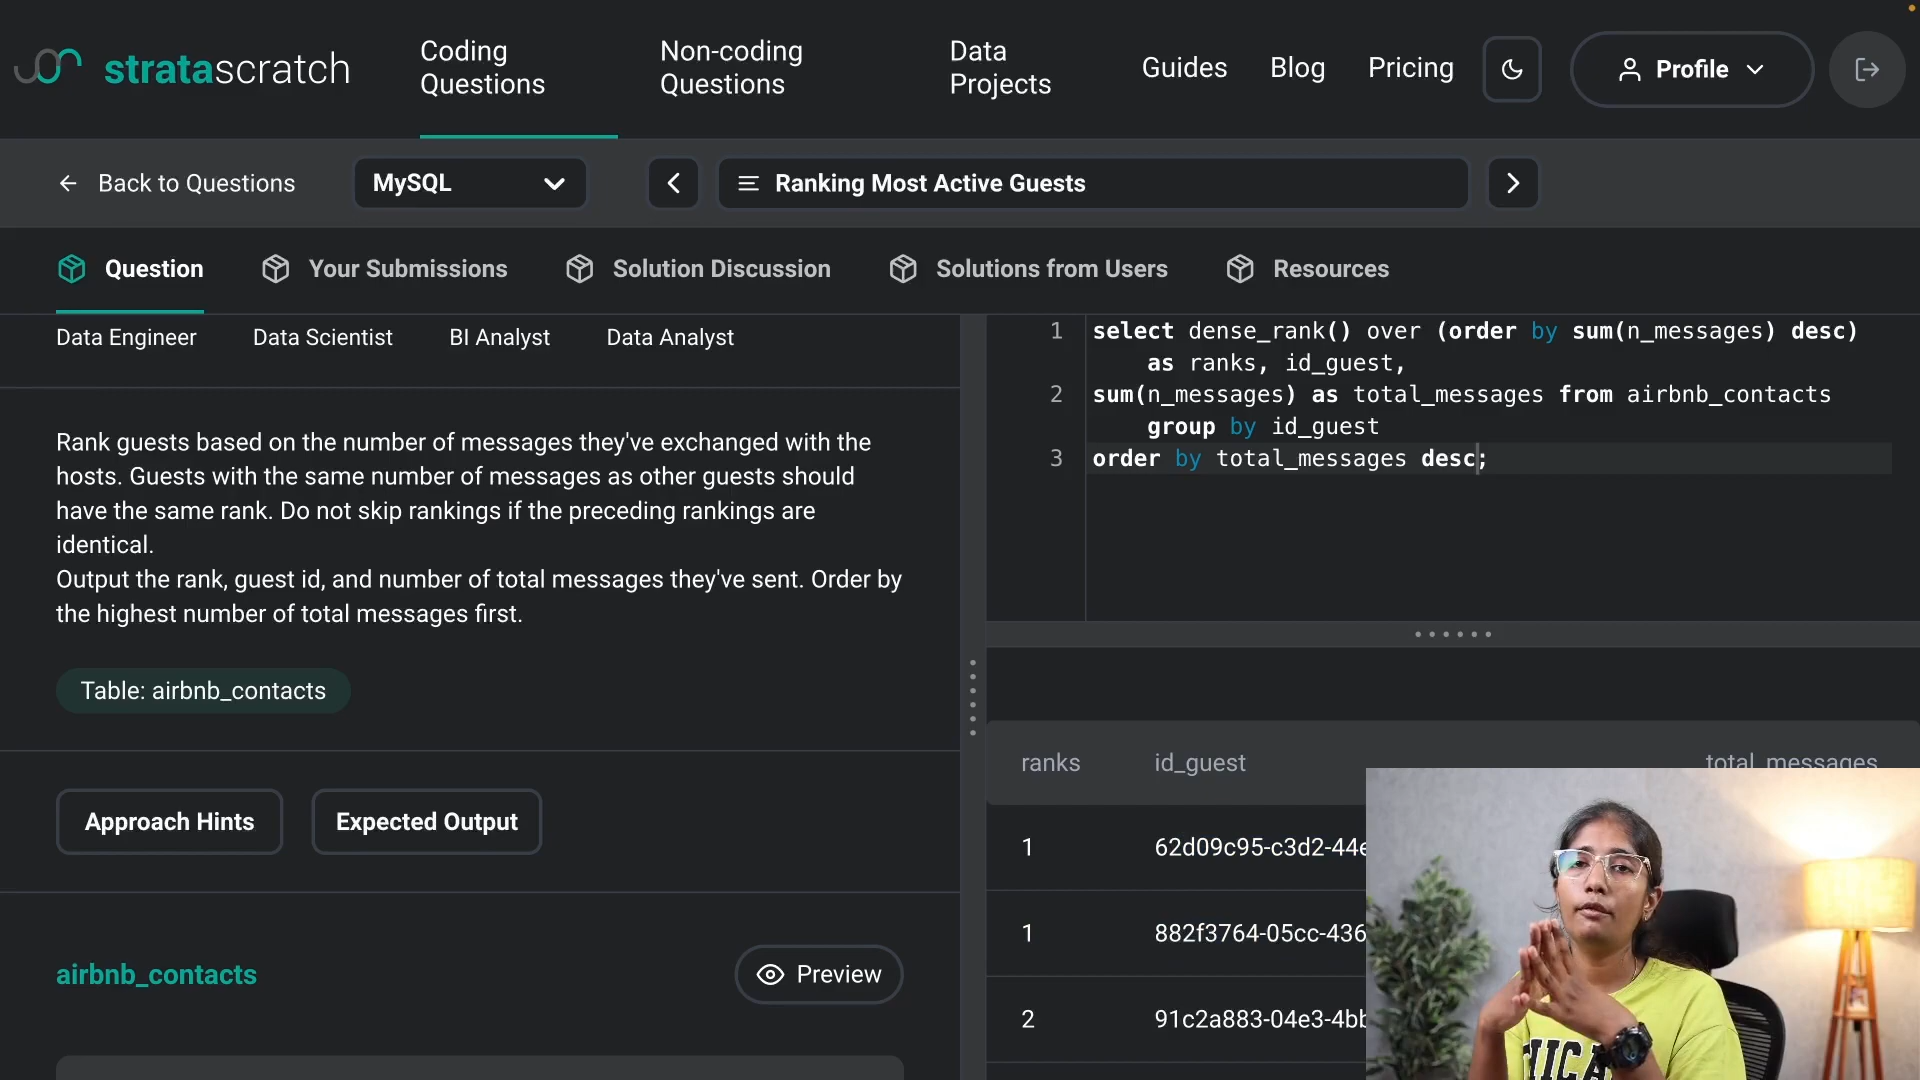 stratascratch
Coding
Questions
Non-coding
Questions
Data
Projects
Guides
Blog
Pricing
Profile
Back to Questions
MySQL
Ranking Most Active Guests
Question
Your Submissions
Solution Discussion
Solutions from Users
Resources
Data Engineer
Data Scientist
BI Analyst
Data Analyst
Rank guests based on the number of messages they've exchanged with the
hosts. Guests with the same number of messages as other guests should
have the same rank. Do not skip rankings if the preceding rankings are
identical.
Output the rank, guest id, and number of total messages they've sent. Order by
the highest number of total messages first.
Table: airbnb_contacts
Approach Hints
Expected Output
airbnb_contacts
Preview
1 select dense_rank() over (order by sum(n_messages) desc)
as ranks, id_guest,
2 sum(n_messages) as total_messages from airbnb_contacts
group by id_guest
3 order by total_messages desc;
ranks id_guest total_messages
1 62d09c95-c3d2-44e
1 882f3764-05cc-436
2 91c2a883-04e3-4bb